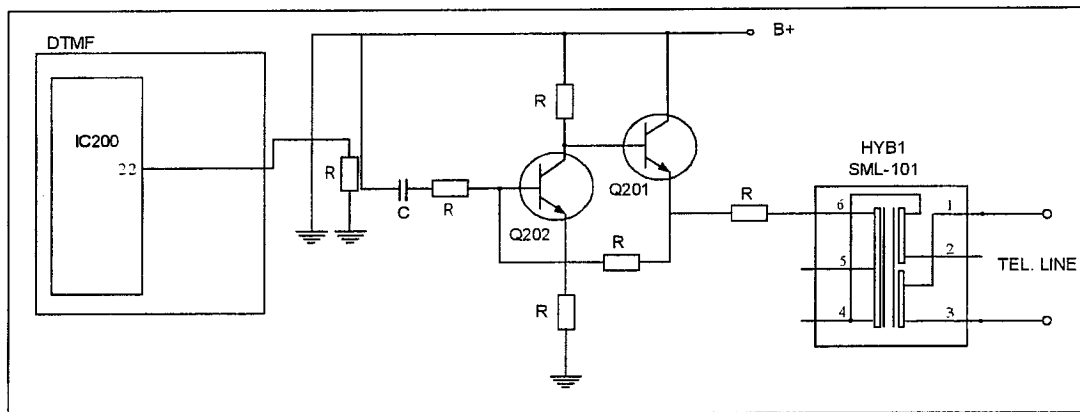 B+
DTMF
IC200
22
R
C
R
R
Q202
Q201
R
R
R
HYB1
SML-101
6
5
4
1
2
3
TEL. LINE